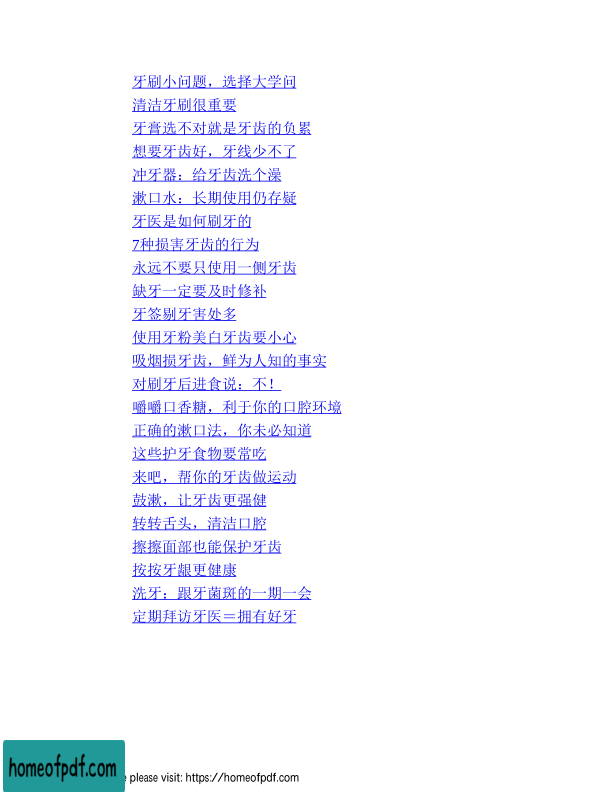 牙刷小问题，选择大学问
清洁牙刷很重要
牙膏选不对就是牙齿的负累
想要牙齿好，牙线少不了
冲牙器：给牙齿洗个澡
漱口水：长期使用仍存疑
牙医是如何刷牙的
7种损害牙齿的行为
永远不要只使用一侧牙齿
缺牙一定要及时修补
牙签剔牙害处多
使用牙粉美白牙齿要小心
吸烟损牙齿，鲜为人知的事实
对刷牙后进食说：不！
嚼嚼口香糖，利于你的口腔环境
正确的漱口法，你未必知道
这些护牙食物要常吃
来吧，帮你的牙齿做运动
鼓漱，让牙齿更强健
转转舌头，清洁口腔
擦擦面部也能保护牙齿
按按牙龈更健康
洗牙：跟牙菌斑的一期一会
定期拜访牙医＝拥有好牙
homeofpdf.com
e please visit: https://homeofpdf.com